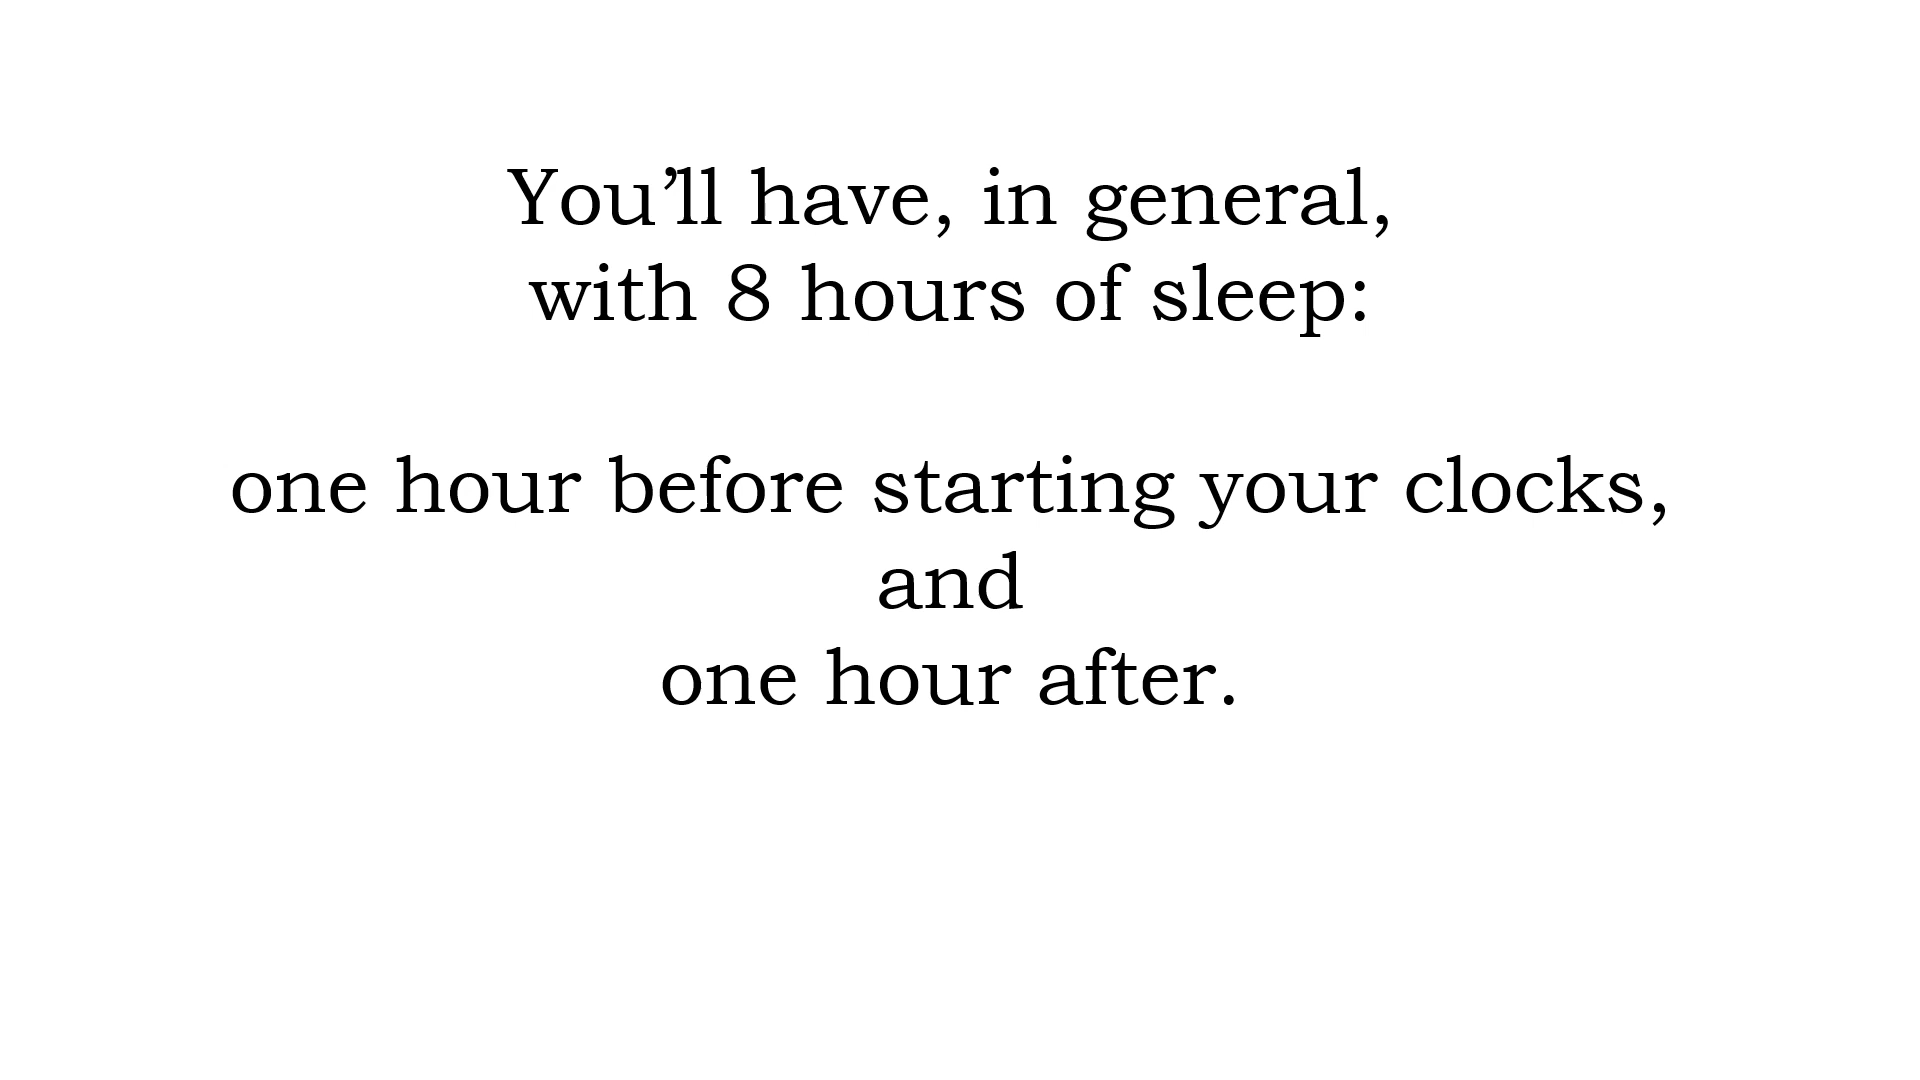 You’ll have, in general,
with 8 hours of sleep:
one hour before starting your clocks,
and
one hour after.